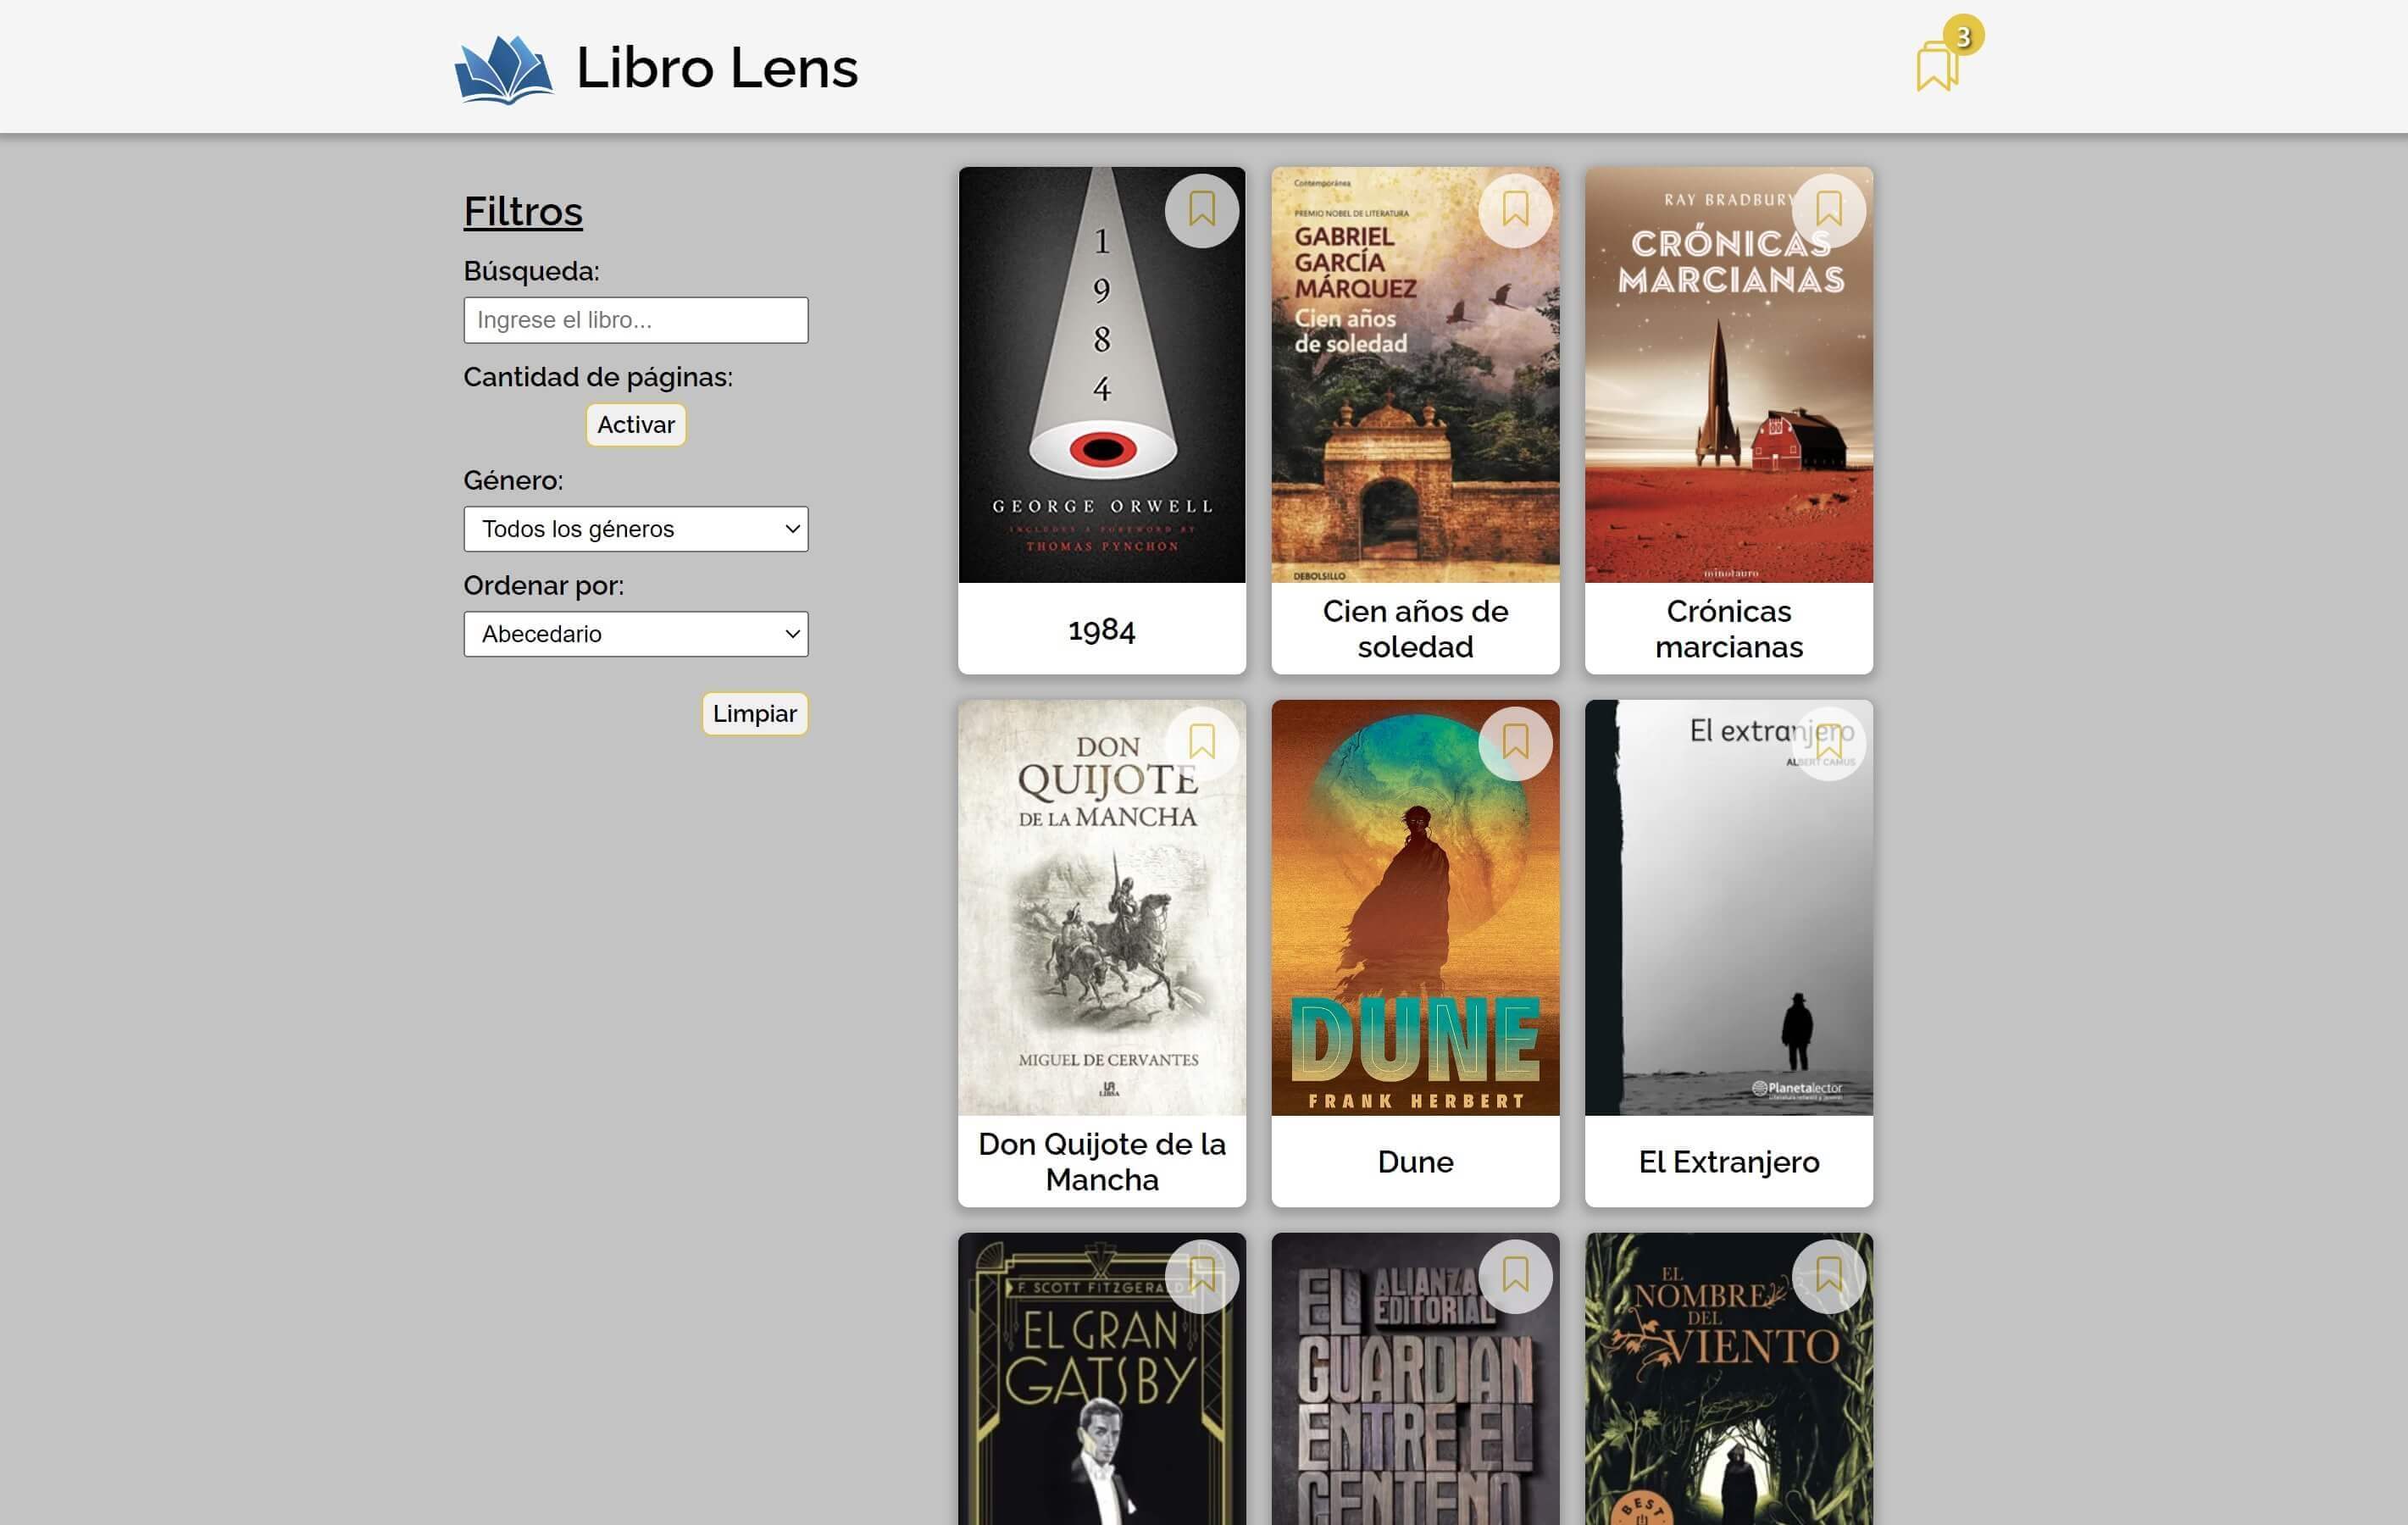 Libro Lens
3
Filtros
Búsqueda:
Ingrese el libro...
Cantidad de páginas:
Activar
Género:
Todos los géneros
Ordenar por:
Abecedario
Limpiar
1
9
8
4
GEORGE ORWELL
INCLUDES A FOREWORD BY
THOMAS PYNCHON
1984
Contemporánea
PREMIO NOBEL DE LITERATURA
GABRIEL
GARCÍA
MÁRQUEZ
Cien años
de soledad
DEBOLSILLO
Cien años de
soledad
RAY BRADBURY
CRÓNICAS
MARCIANAS
minotauro
Crónicas
marcianas
DON
QUIJOTE
DE LA MANCHA
MIGUEL DE CERVANTES
LIBSA
Don Quijote de la
Mancha
DUNE
FRANK HERBERT
Dune
El extranjero
ALBERT CAMUS
Planetalector
El Extranjero
F. SCOTT FITZGERALD
EL GRAN
GATSBY
EL ALIANZA
EDITORIAL
GUARDIAN
ENTRE EL
CENTENO
EL
NOMBRE
DEL
VIENTO
BEST